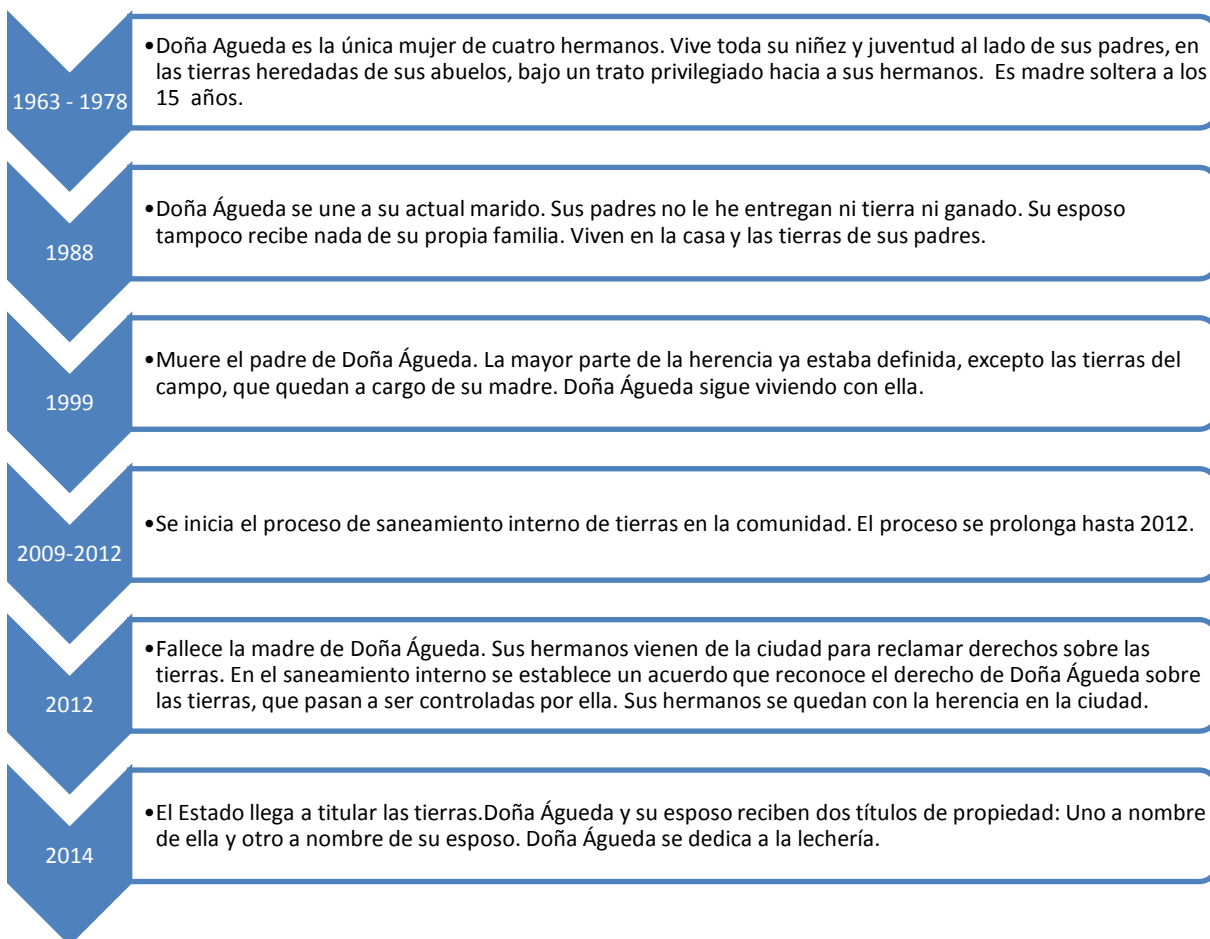 1963 - 1978
•Doña Agueda es la única mujer de cuatro hermanos. Vive toda su niñez y juventud al lado de sus padres, en
las tierras heredadas de sus abuelos, bajo un trato privilegiado hacia a sus hermanos.  Es madre soltera a los
15  años.
1988
•Doña Águeda se une a su actual marido. Sus padres no le he entregan ni tierra ni ganado. Su esposo
tampoco recibe nada de su propia familia. Viven en la casa y las tierras de sus padres.
1999
•Muere el padre de Doña Águeda. La mayor parte de la herencia ya estaba definida, excepto las tierras del
campo, que quedan a cargo de su madre. Doña Águeda sigue viviendo con ella.
2009-2012
•Se inicia el proceso de saneamiento interno de tierras en la comunidad. El proceso se prolonga hasta 2012.
2012
•Fallece la madre de Doña Águeda. Sus hermanos vienen de la ciudad para reclamar derechos sobre las
tierras. En el saneamiento interno se establece un acuerdo que reconoce el derecho de Doña Águeda sobre
las tierras, que pasan a ser controladas por ella. Sus hermanos se quedan con la herencia en la ciudad.
2014
•El Estado llega a titular las tierras.Doña Águeda y su esposo reciben dos títulos de propiedad: Uno a nombre
de ella y otro a nombre de su esposo. Doña Águeda se dedica a la lechería.